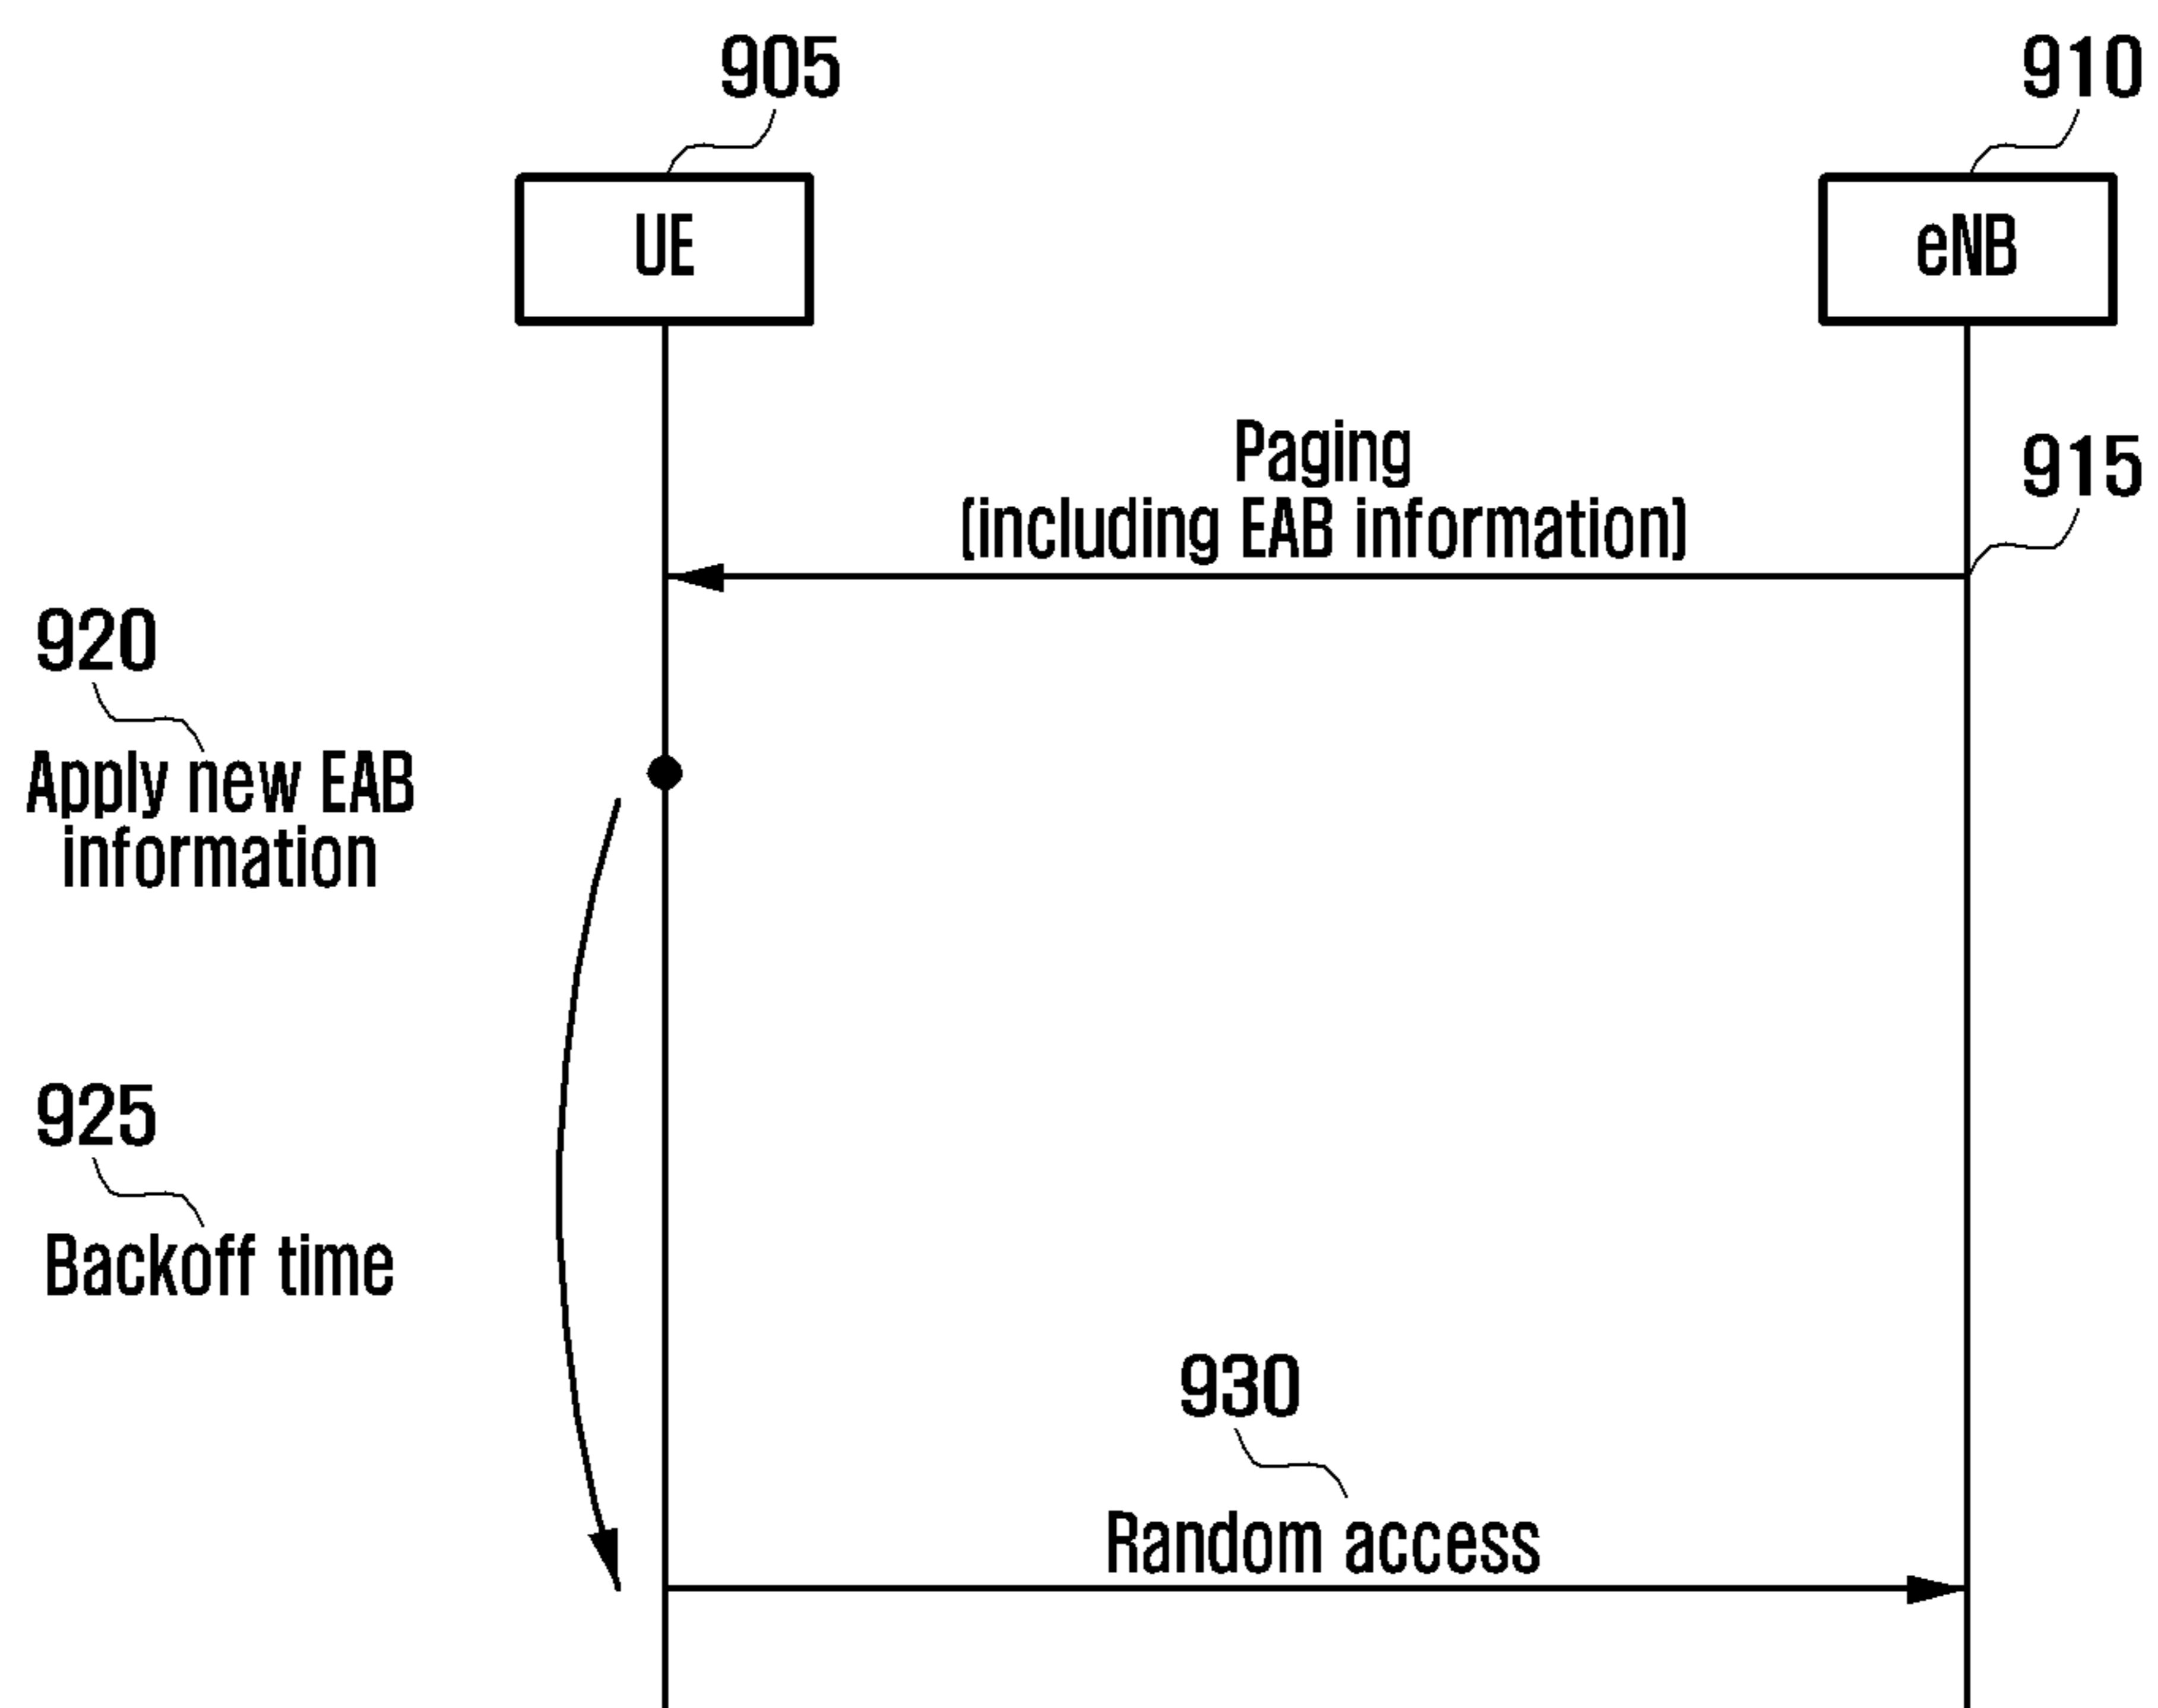 905
910
UE
eNB
Paging
(including EAB information)
915
920
Apply new EAB
information
925
Backoff time
930
Random access